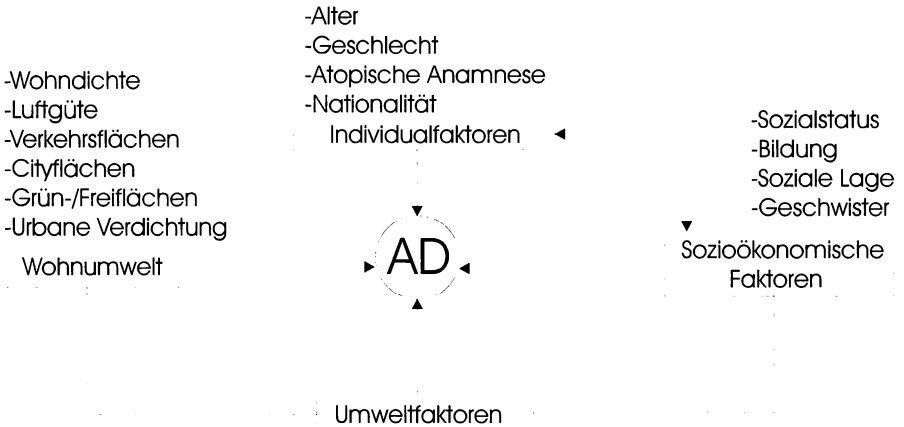 -Alter
-Geschlecht
-Atopische Anamnese
-Nationalität
Individualfaktoren
-Wohndichte
-Luftgüte
-Verkehrsflächen
-Cityflächen
-Grün-/Freiflächen
-Urbane Verdichtung
Wohnumwelt
AD
-Sozialstatus
-Bildung
-Soziale Lage
-Geschwister
Sozioökonomische
Faktoren
Umweltfaktoren